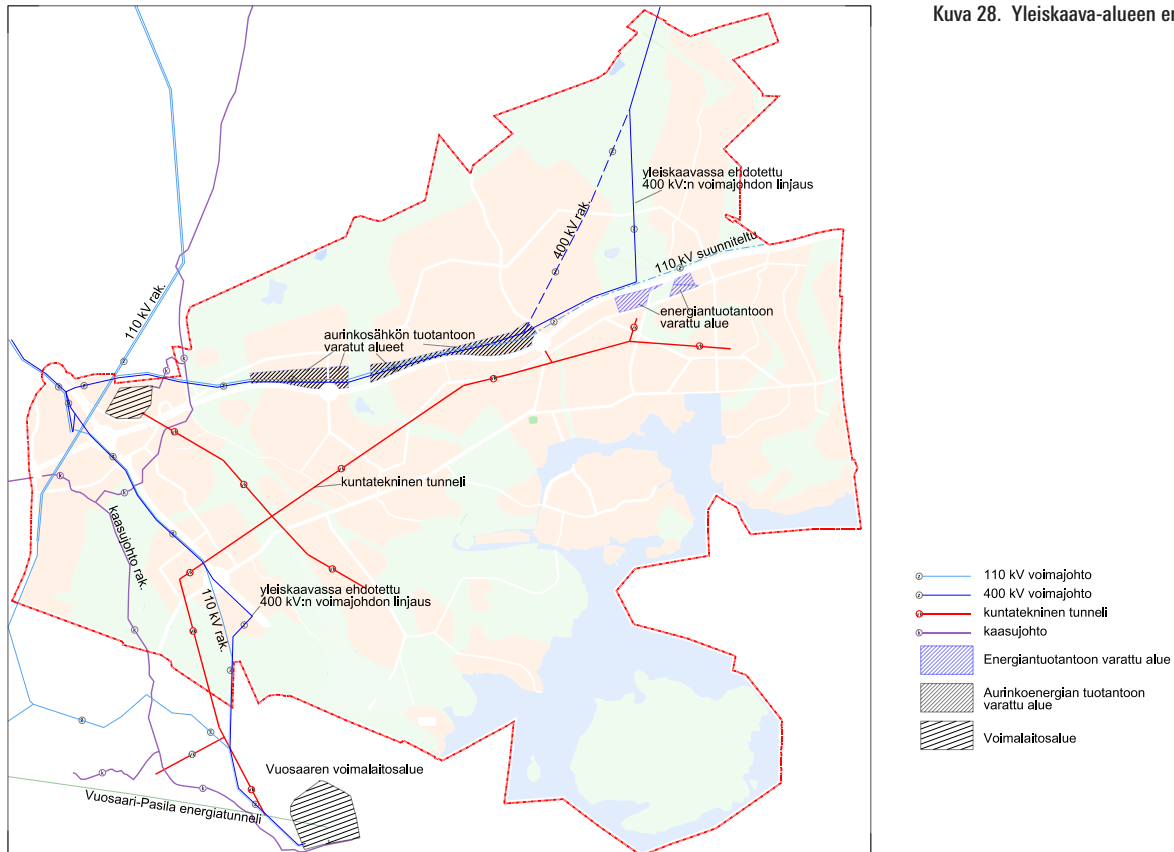 Kuva 28. Yleiskaava-alueen
yleiskaavassa ehdotettu
400 kV:n voimajohdon linjaus
400 kV rak.
110 kV suunniteltu
110 kV rak.
energiantuotantoon
varattu alue
aurinkosähkön tuotantoon
varatut alueet
kuntatekninen tunneli
kaasujohto rak.
yleiskaavassa ehdotettu
400 kV:n voimajohdon linjaus
110 kV rak.
Vuosaaren voimalaitosalue
Vuosaari-Pasila energiatunneli
110 kV voimajohto
400 kV voimajohto
kuntatekninen tunneli
kaasujohto
Energiantuotantoon varattu alue
Aurinkoenergian tuotantoon
varattu alue
Voimalaitosalue